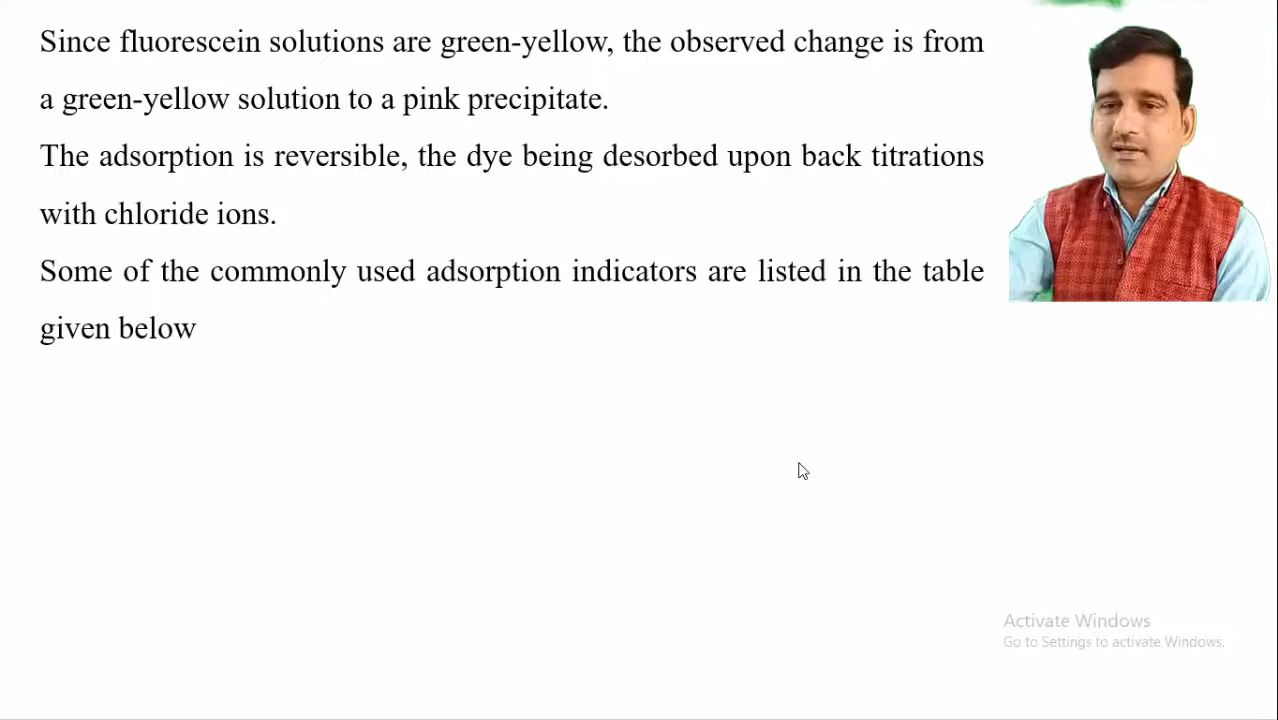 Since fluorescein solutions are green-yellow, the observed change is from
a green-yellow solution to a pink precipitate.
The adsorption is reversible, the dye being desorbed upon back titrations
with chloride ions.
Some of the commonly used adsorption indicators are listed in the table
given below
Activate Windows
Go to Settings to activate Windows.